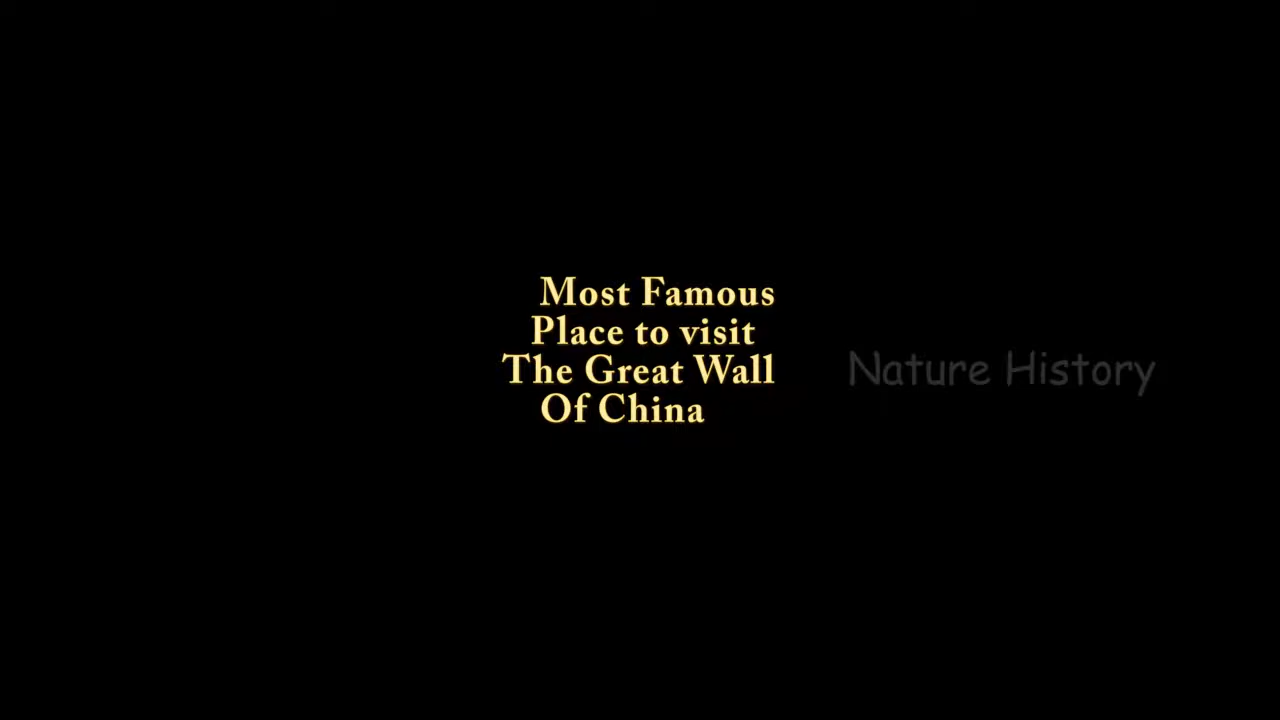 Most Famous
Place to visit
The Great Wall
Of China
Nature History